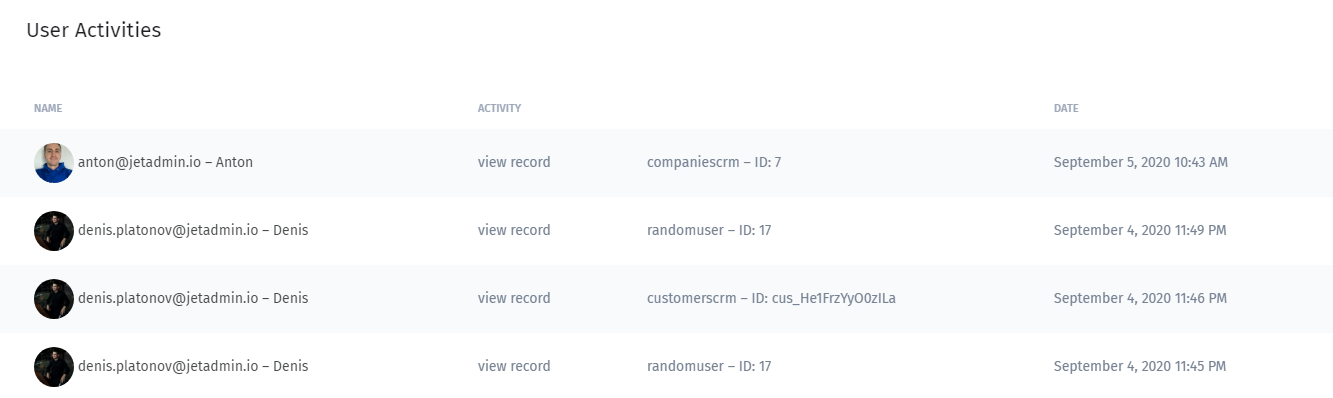 User Activities
NAME ACTIVITY DATE
anton@jetadmin.io – Anton view record companiescrm – ID: 7 September 5, 2020 10:43 AM
denis.platonov@jetadmin.io – Denis view record randomuser – ID: 17 September 4, 2020 11:49 PM
denis.platonov@jetadmin.io – Denis view record customerscrm – ID: cus_He1FrzYyO0zILa September 4, 2020 11:46 PM
denis.platonov@jetadmin.io – Denis view record randomuser – ID: 17 September 4, 2020 11:45 PM